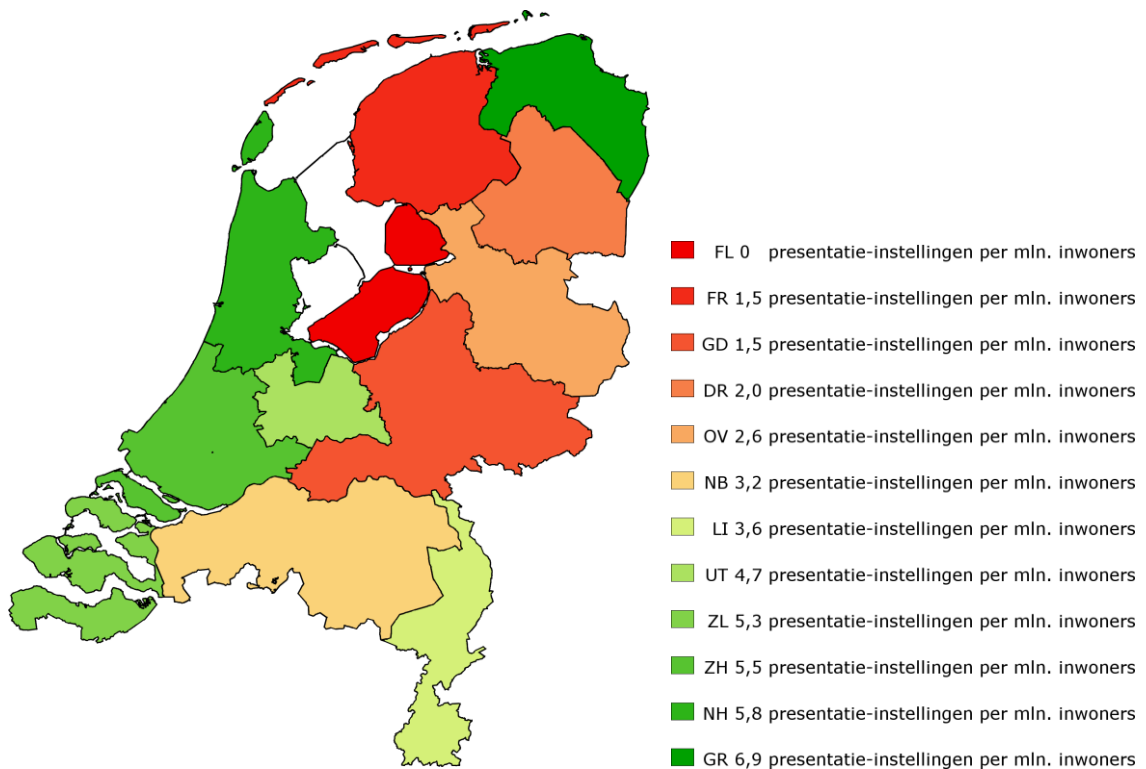 FL 0 presentatie-instellingen per mln. inwoners
FR 1,5 presentatie-instellingen per mln. inwoners
GD 1,5 presentatie-instellingen per mln. inwoners
DR 2,0 presentatie-instellingen per mln. inwoners
OV 2,6 presentatie-instellingen per mln. inwoners
NB 3,2 presentatie-instellingen per mln. inwoners
LI 3,6 presentatie-instellingen per mln. inwoners
UT 4,7 presentatie-instellingen per mln. inwoners
ZL 5,3 presentatie-instellingen per mln. inwoners
ZH 5,5 presentatie-instellingen per mln. inwoners
NH 5,8 presentatie-instellingen per mln. inwoners
GR 6,9 presentatie-instellingen per mln. inwoners